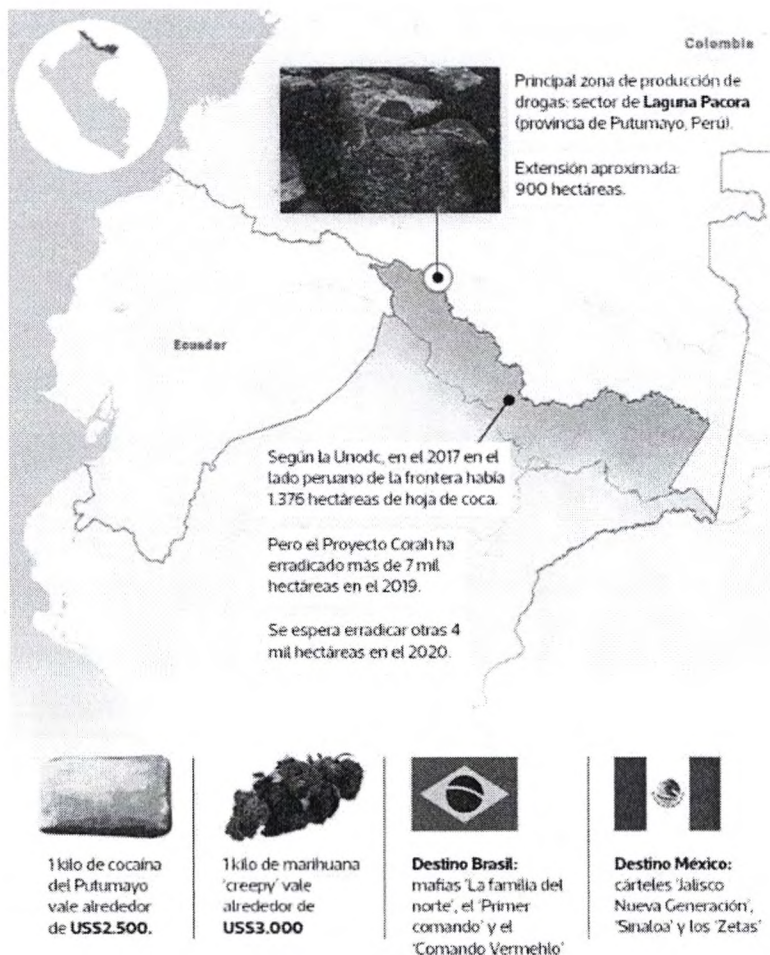 Colombia
Principal zona de producción de
drogas: sector de Laguna Pacora
(provincia de Putumayo, Perú).
Extensión aproximada:
900 hectáreas.
Ecuador
Según la Unodc, en el 2017 en el
lado peruano de la frontera había
1.376 hectáreas de hoja de coca.
Pero el Proyecto Corah ha
erradicado más de 7 mil
hectáreas en el 2019.
Se espera erradicar otras 4
mil hectáreas en el 2020.
1 kilo de cocaína
del Putumayo
vale alrededor
de US$2.500.
1 kilo de marihuana
'creepy' vale
alrededor de
US$3.000
Destino Brasil:
mafias 'La familia del
norte', el 'Primer
comando' y el
'Comando Vermehlo'
Destino México:
cárteles 'Jalisco
Nueva Generación',
'Sinaloa' y los 'Zetas'